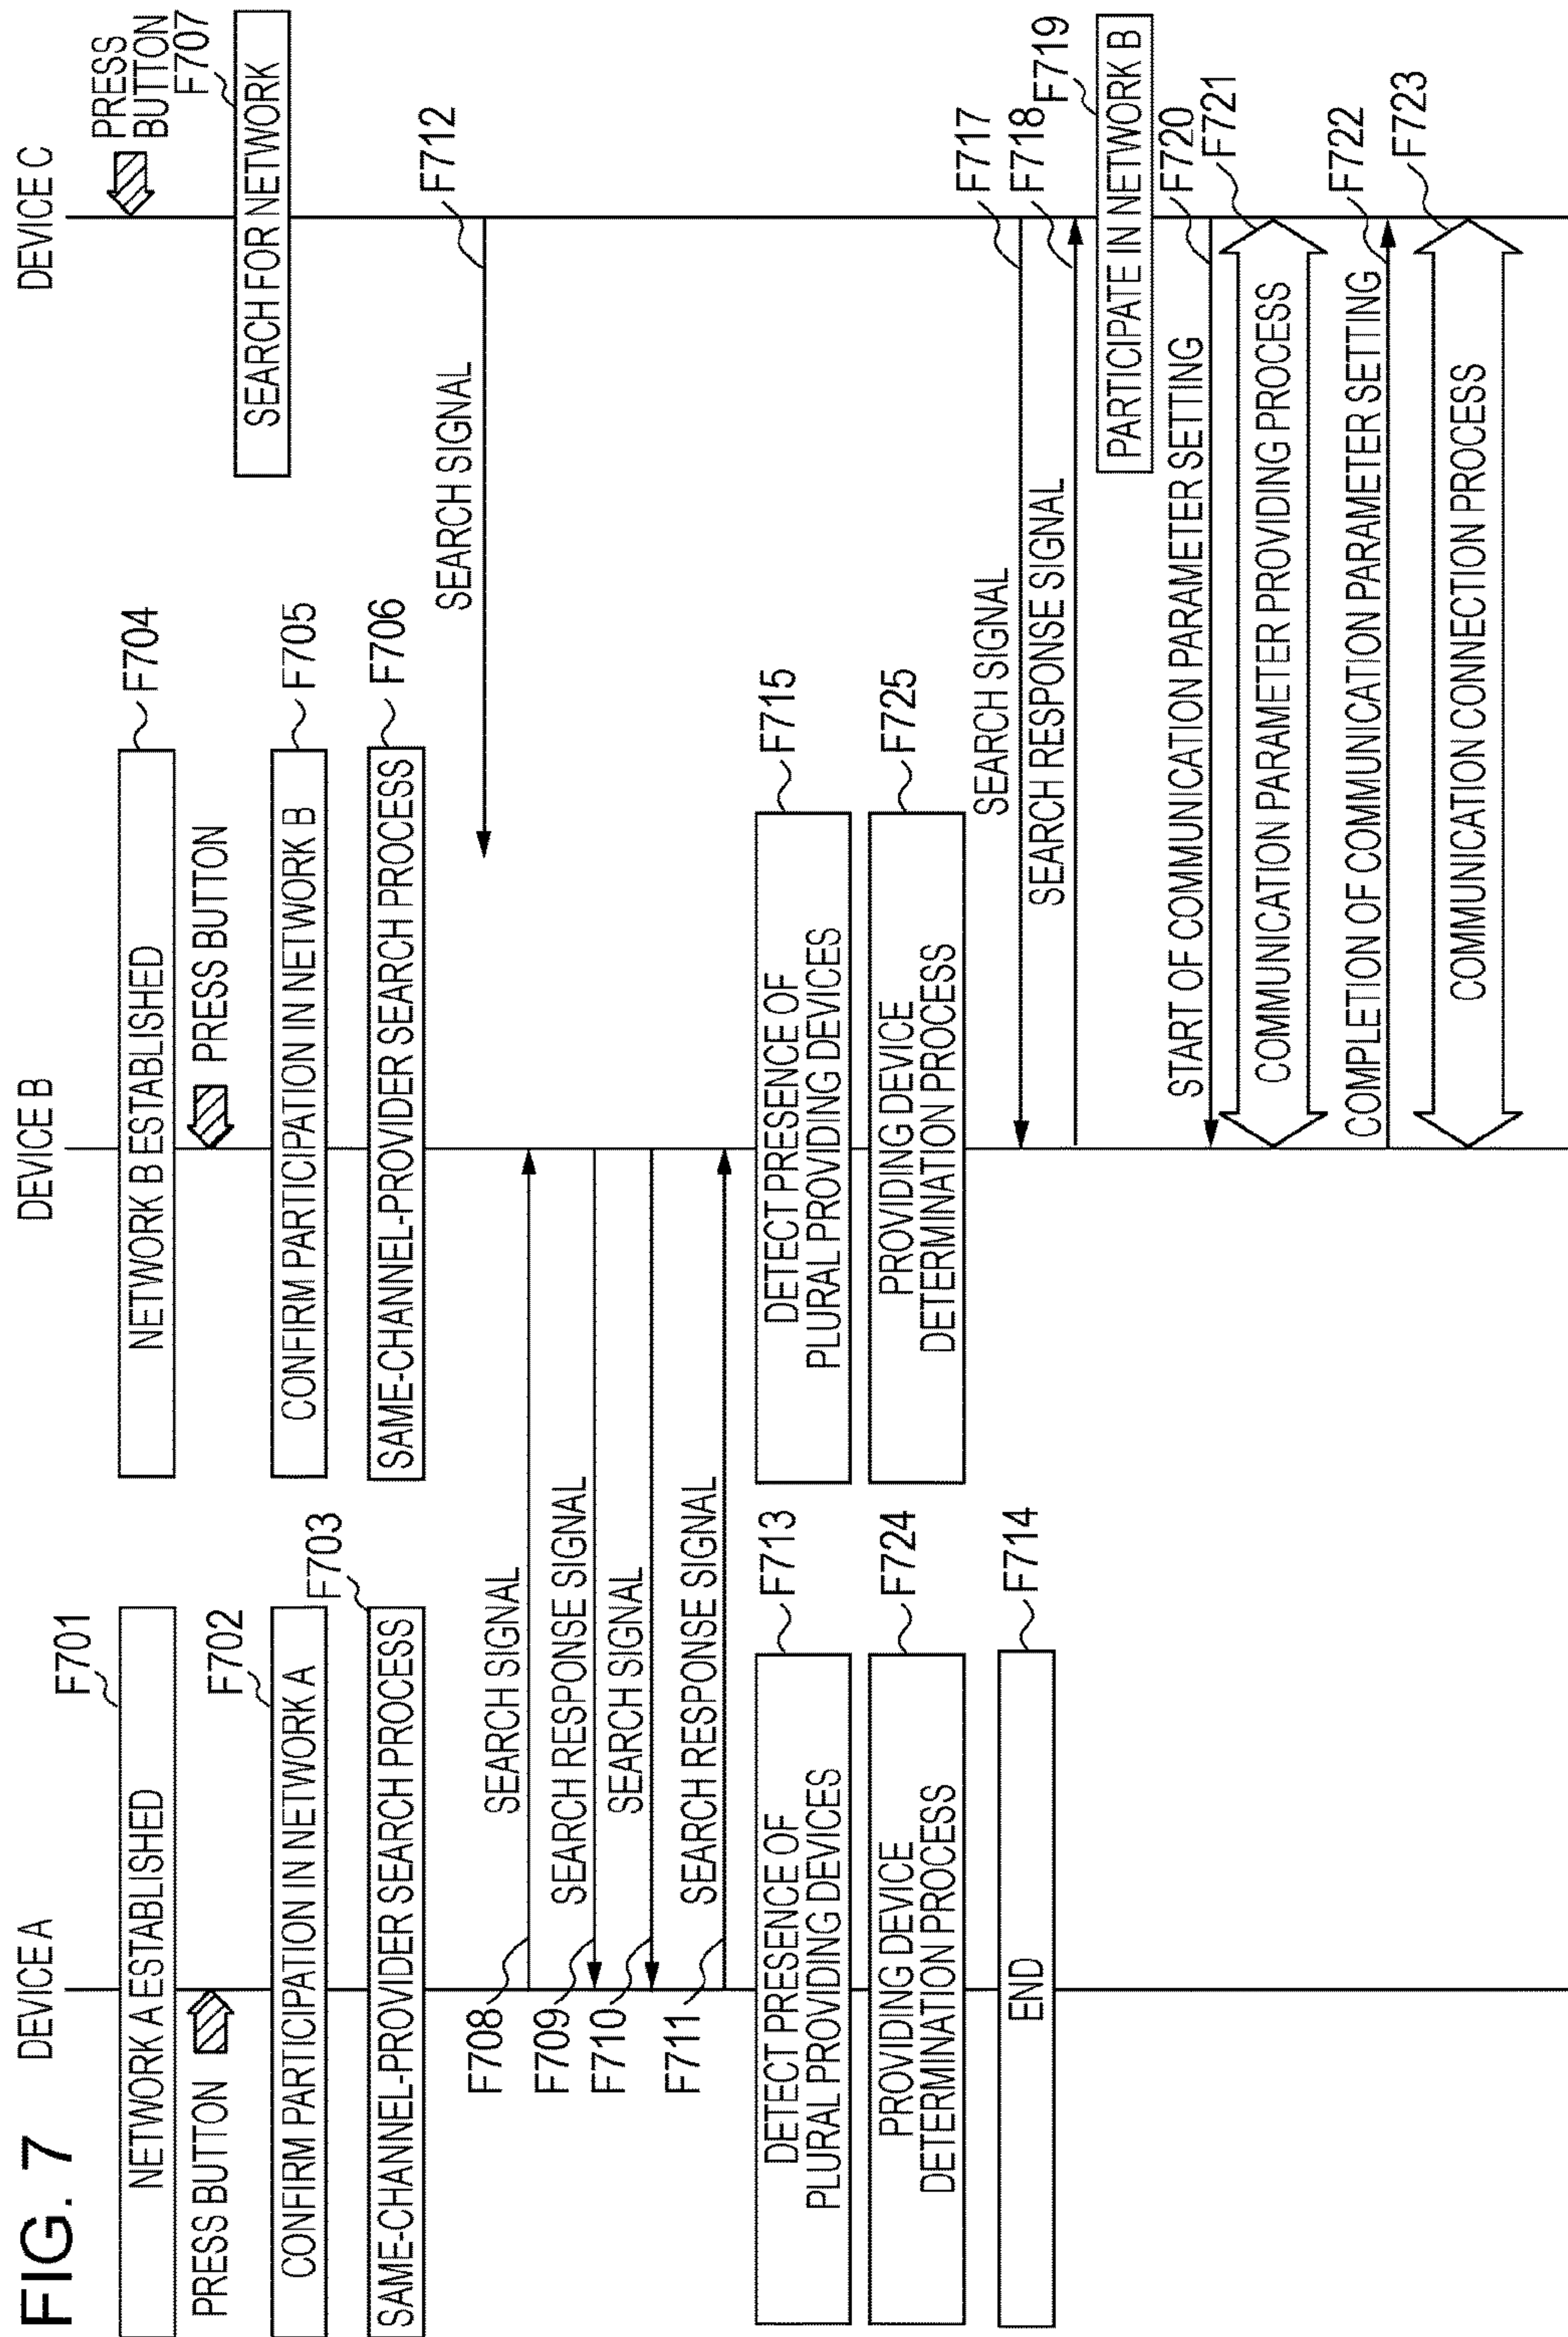 FIG. 7
DEVICE A
DEVICE B
DEVICE C
F701
NETWORK A ESTABLISHED
NETWORK B ESTABLISHED
F704
PRESS
BUTTON
PRESS BUTTON
PRESS BUTTON
F707
SEARCH FOR NETWORK
F702
CONFIRM PARTICIPATION IN NETWORK A
CONFIRM PARTICIPATION IN NETWORK B
F705
F703
SAME-CHANNEL-PROVIDER SEARCH PROCESS
SAME-CHANNEL-PROVIDER SEARCH PROCESS
F706
SEARCH SIGNAL
F712
F708
SEARCH SIGNAL
F709
SEARCH RESPONSE SIGNAL
F710
SEARCH SIGNAL
F711
SEARCH RESPONSE SIGNAL
DETECT PRESENCE OF
PLURAL PROVIDING DEVICES
F713
DETECT PRESENCE OF
PLURAL PROVIDING DEVICES
F715
PROVIDING DEVICE
DETERMINATION PROCESS
F724
PROVIDING DEVICE
DETERMINATION PROCESS
F725
END
F714
SEARCH SIGNAL
F717
SEARCH RESPONSE SIGNAL
F718
F719
PARTICIPATE IN NETWORK B
START OF COMMUNICATION PARAMETER SETTING
F720
COMMUNICATION PARAMETER PROVIDING PROCESS
F721
COMPLETION OF COMMUNICATION PARAMETER SETTING
F722
COMMUNICATION CONNECTION PROCESS
F723